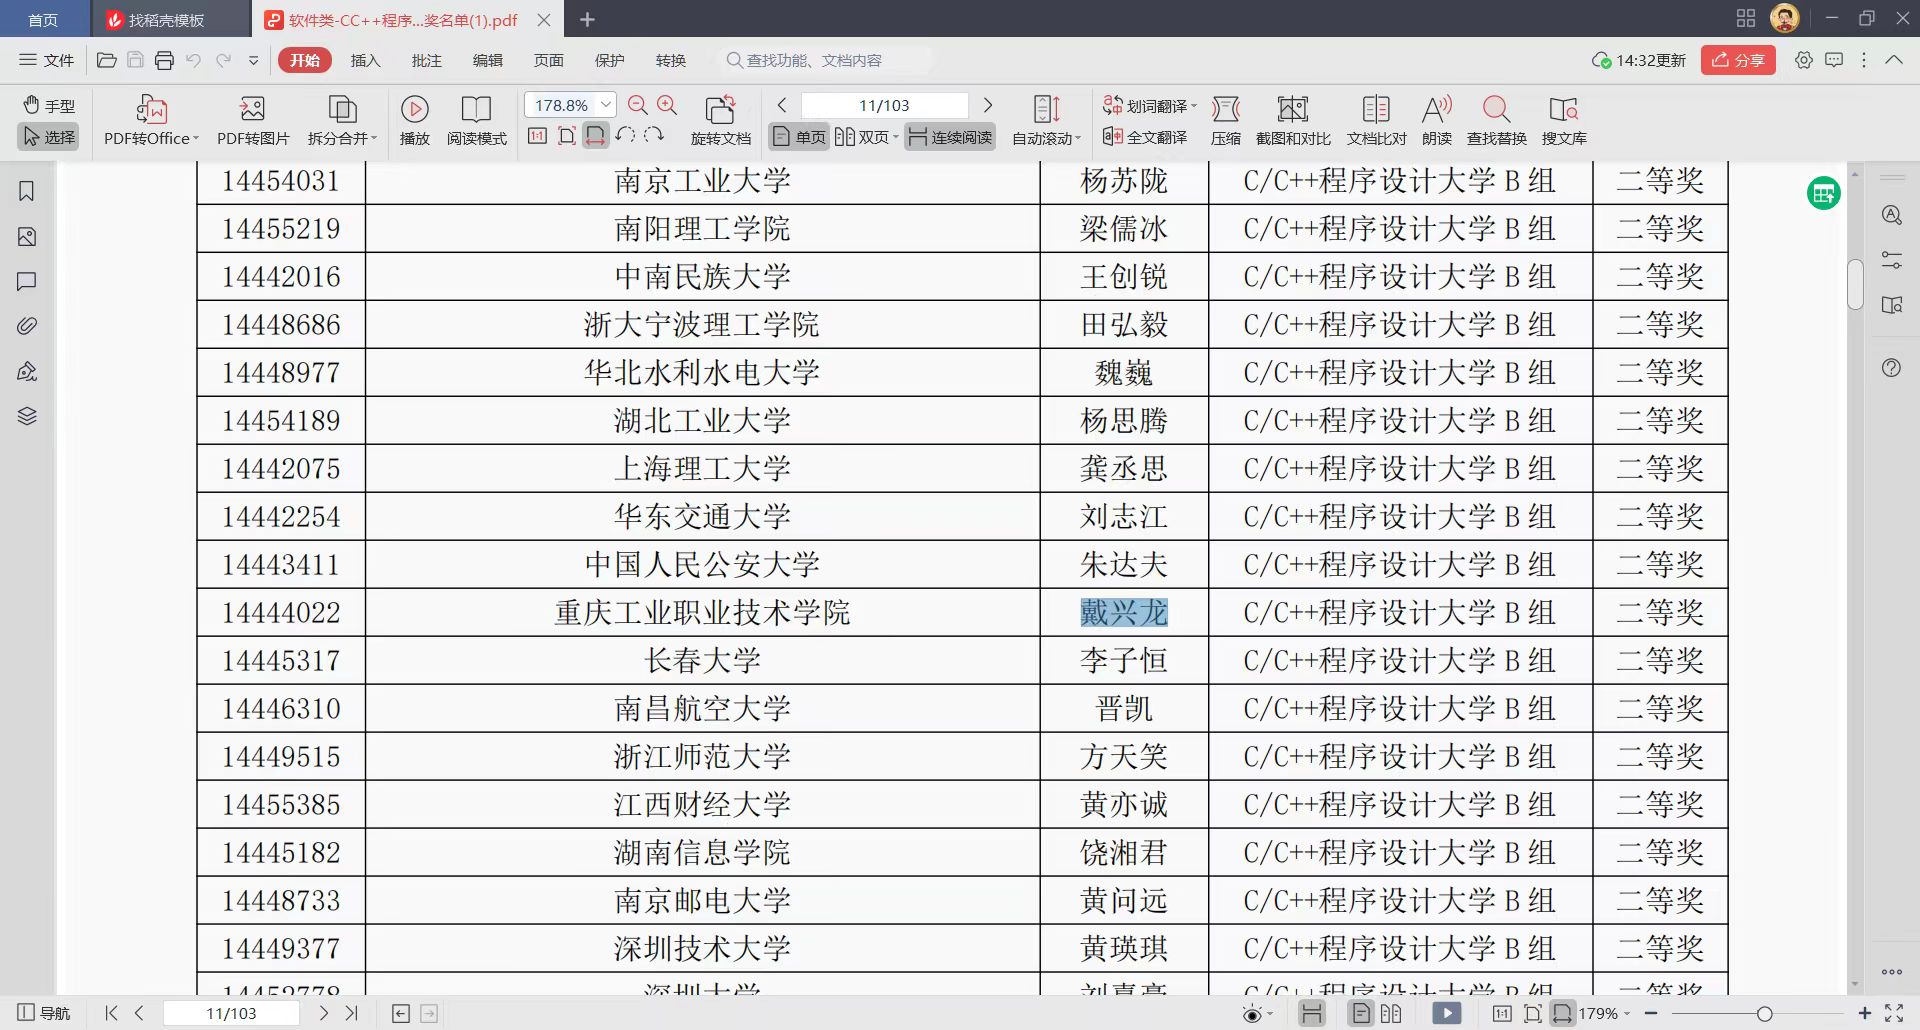 首页 找稻壳模板 软件类-CC++程序...奖名单(1).pdf
文件 开始 插入 批注 编辑 页面 保护 转换 查找功能、文档内容 14:32更新 分享
手型 178.8% 11/103 划词翻译
选择 PDF转Office PDF转图片 拆分合并 播放 阅读模式 1:1 旋转文档 单页 双页 连续阅读 自动滚动 全文翻译 压缩 截图和对比 文档比对 朗读 查找替换 搜文库
14454031 南京工业大学 杨苏陇 C/C++程序设计大学 B 组 二等奖
14455219 南阳理工学院 梁儒冰 C/C++程序设计大学 B 组 二等奖
14442016 中南民族大学 王创锐 C/C++程序设计大学 B 组 二等奖
14448686 浙大宁波理工学院 田弘毅 C/C++程序设计大学 B 组 二等奖
14448977 华北水利水电大学 魏巍 C/C++程序设计大学 B 组 二等奖
14454189 湖北工业大学 杨思腾 C/C++程序设计大学 B 组 二等奖
14442075 上海理工大学 龚丞思 C/C++程序设计大学 B 组 二等奖
14442254 华东交通大学 刘志江 C/C++程序设计大学 B 组 二等奖
14443411 中国人民公安大学 朱达夫 C/C++程序设计大学 B 组 二等奖
14444022 重庆工业职业技术学院 戴兴龙 C/C++程序设计大学 B 组 二等奖
14445317 长春大学 李子恒 C/C++程序设计大学 B 组 二等奖
14446310 南昌航空大学 晋凯 C/C++程序设计大学 B 组 二等奖
14449515 浙江师范大学 方天笑 C/C++程序设计大学 B 组 二等奖
14455385 江西财经大学 黄亦诚 C/C++程序设计大学 B 组 二等奖
14445182 湖南信息学院 饶湘君 C/C++程序设计大学 B 组 二等奖
14448733 南京邮电大学 黄问远 C/C++程序设计大学 B 组 二等奖
14449377 深圳技术大学 黄瑛琪 C/C++程序设计大学 B 组 二等奖
14452778 深圳大学 C/C++程序设计大学 B 组 二等奖
导航 11/103 1:1 179%